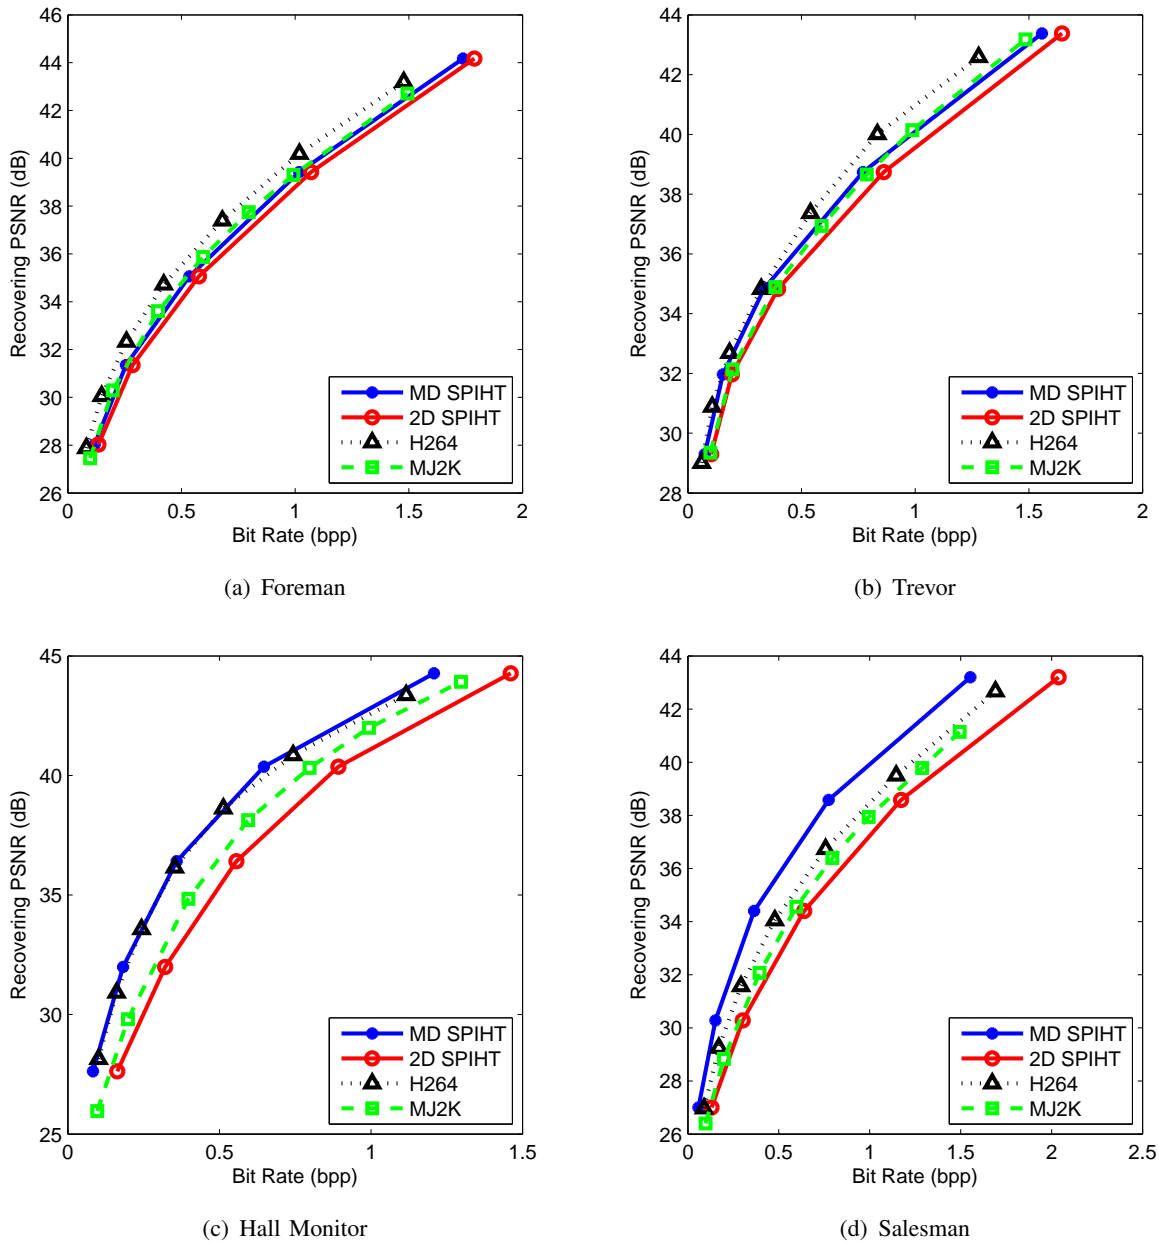 46
44
42
40
38
36
34
32
30
28
26
Recovering PSNR (dB)
0 0.5 1 1.5 2
Bit Rate (bpp)
MD SPIHT
2D SPIHT
H264
MJ2K
(a) Foreman
44
42
40
38
36
34
32
30
28
Recovering PSNR (dB)
0 0.5 1 1.5 2
Bit Rate (bpp)
MD SPIHT
2D SPIHT
H264
MJ2K
(b) Trevor
45
40
35
30
25
Recovering PSNR (dB)
0 0.5 1 1.5
Bit Rate (bpp)
MD SPIHT
2D SPIHT
H264
MJ2K
(c) Hall Monitor
44
42
40
38
36
34
32
30
28
26
Recovering PSNR (dB)
0 0.5 1 1.5 2 2.5
Bit Rate (bpp)
MD SPIHT
2D SPIHT
H264
MJ2K
(d) Salesman